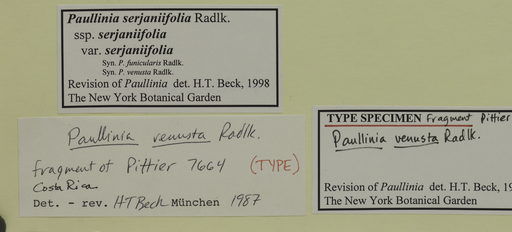 Paullinia serjaniifolia Radlk.
ssp. serjaniifolia
var. serjaniifolia
Syn. P. funicularis Radlk.
Syn. P. venusta Radlk.
Revision of Paullinia det. H.T. Beck, 1998
The New York Botanical Garden
Paullinia venusta Radlk.
fragment of Pittier 7664 (TYPE)
Costa Rica
Det. - rev. HTBeck München 1987
TYPE SPECIMEN Fragment Pittier
Paullinia venusta Radlk.
Revision of Paullinia det. H.T. Beck, 19
The New York Botanical Garden